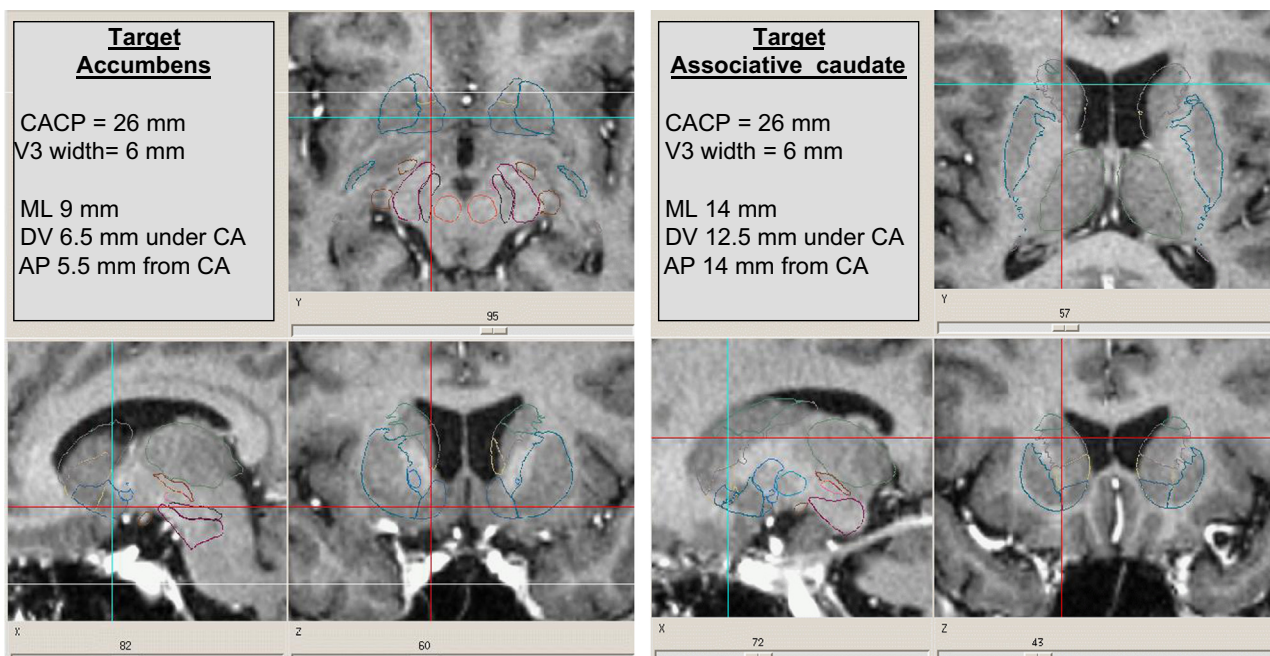 Target
Accumbens
CACP = 26 mm
V3 width= 6 mm
ML 9 mm
DV 6.5 mm under CA
AP 5.5 mm from CA
Y
95
X
82
Z
60
Target
Associative caudate
CACP = 26 mm
V3 width = 6 mm
ML 14 mm
DV 12.5 mm under CA
AP 14 mm from CA
Y
57
X
72
Z
43